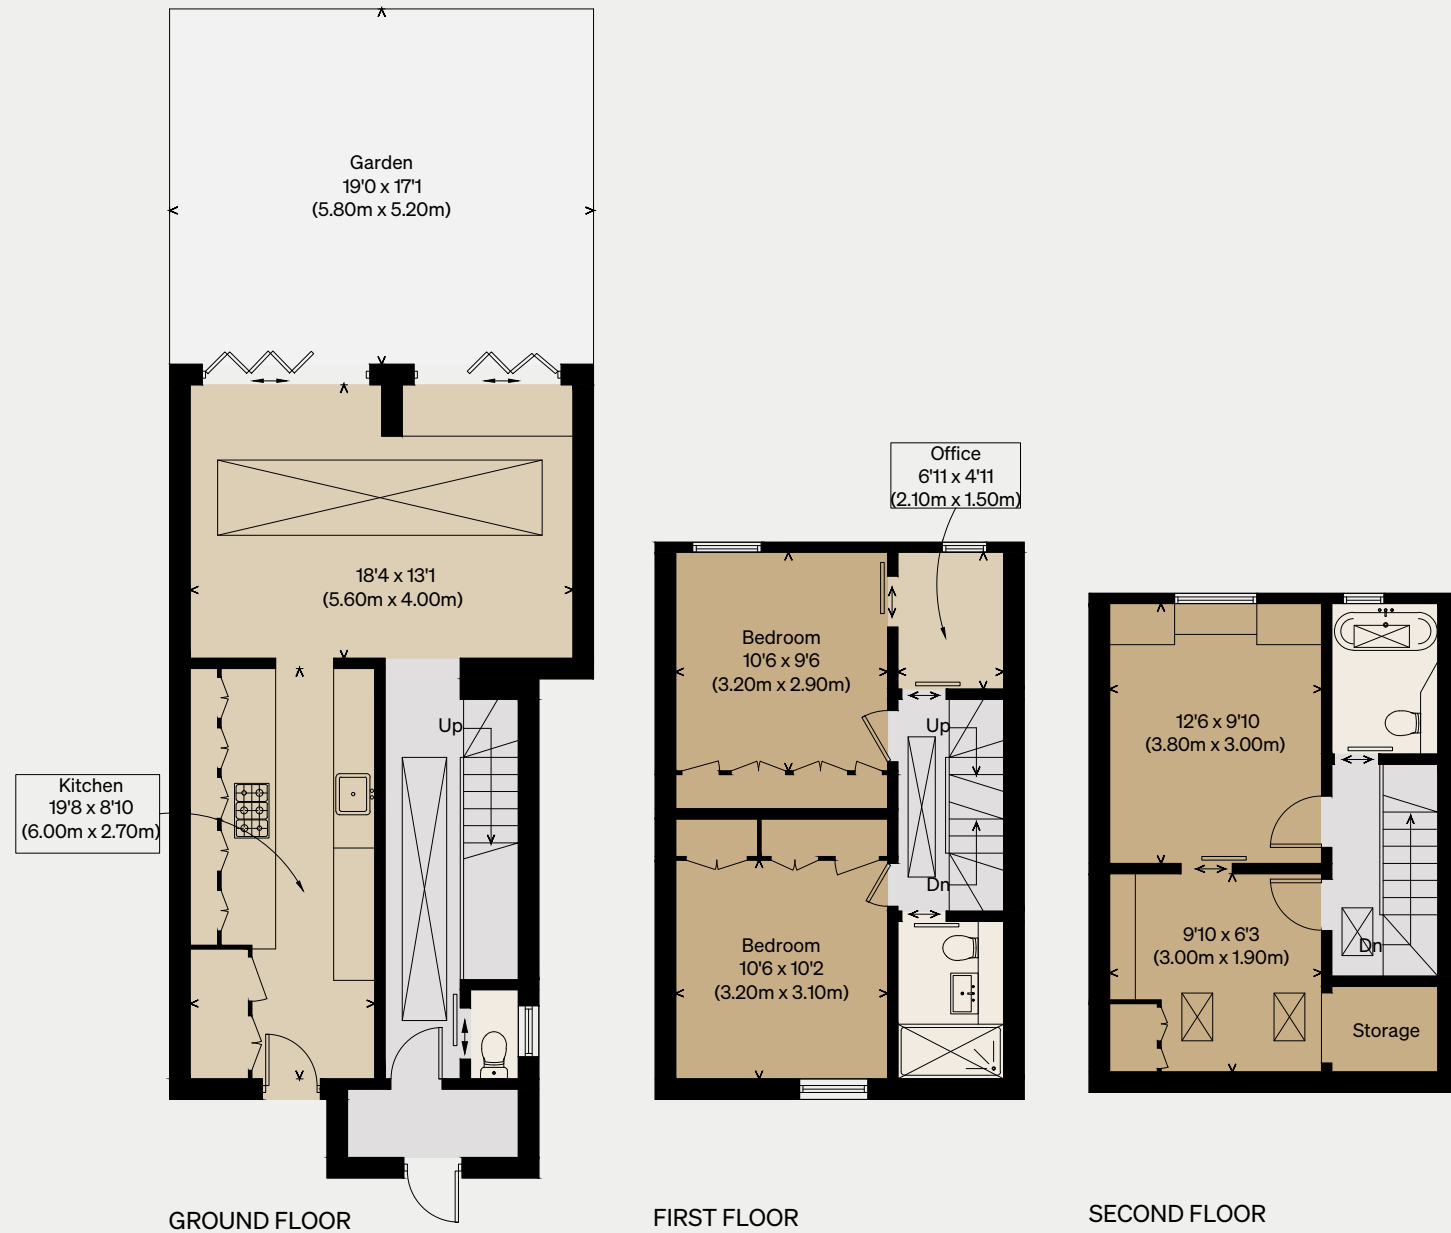 Garden
19'0 x 17'1
(5.80m x 5.20m)
18'4 x 13'1
(5.60m x 4.00m)
Up
Kitchen
19'8 x 8'10
(6.00m x 2.70m)
GROUND FLOOR
Office
6'11 x 4'11
(2.10m x 1.50m)
Bedroom
10'6 x 9'6
(3.20m x 2.90m)
Up
Dn
Bedroom
10'6 x 10'2
(3.20m x 3.10m)
FIRST FLOOR
12'6 x 9'10
(3.80m x 3.00m)
9'10 x 6'3
(3.00m x 1.90m)
Dn
Storage
SECOND FLOOR